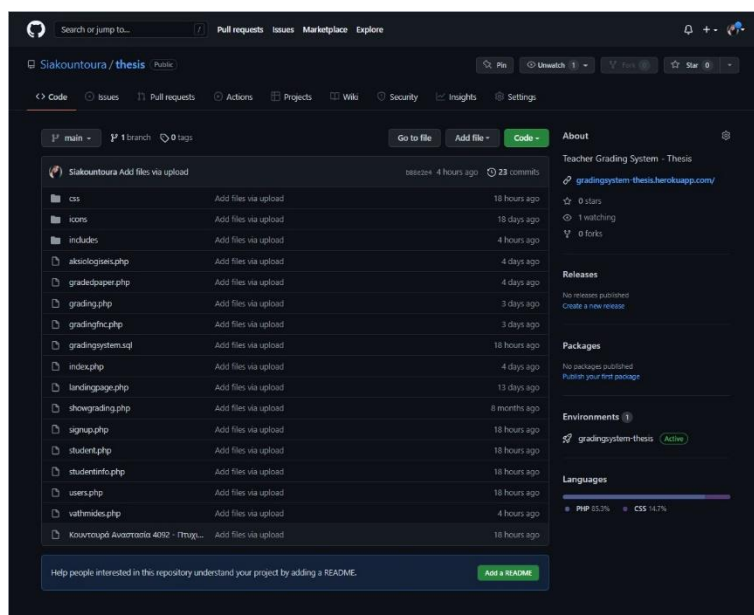 Search or jump to... / Pull requests Issues Marketplace Explore
Siakountoura / thesis Public
Pin Unwatch 1 Fork 0 Star 0
Code Issues Pull requests Actions Projects Wiki Security Insights Settings
main 1 branch 0 tags Go to file Add file Code
Siakountoura Add files via upload 4 hours ago 23 commits
css Add files via upload 18 hours ago
icons Add files via upload 18 days ago
includes Add files via upload 4 hours ago
aksiologiseis.php Add files via upload 4 days ago
gradedpaper.php Add files via upload 4 days ago
grading.php Add files via upload 3 days ago
gradingfnc.php Add files via upload 3 days ago
gradingsystem.sql Add files via upload 18 hours ago
index.php Add files via upload 4 days ago
landingpage.php Add files via upload 13 days ago
showgrading.php Add files via upload 8 months ago
signup.php Add files via upload 18 hours ago
student.php Add files via upload 18 hours ago
studentinfo.php Add files via upload 18 hours ago
users.php Add files via upload 18 hours ago
vathmides.php Add files via upload 4 hours ago
Κουντουρά Αναστασία 4092 - Πτυχι... Add files via upload 18 hours ago
Help people interested in this repository understand your project by adding a README. Add a README
About
Teacher Grading System - Thesis
gradingsystem-thesis.herokuapp.com/
0 stars
1 watching
0 forks
Releases
No releases published
Create a new release
Packages
No packages published
Publish your first package
Environments 1
gradingsystem-thesis Active
Languages
PHP 85.3% CSS 14.7%